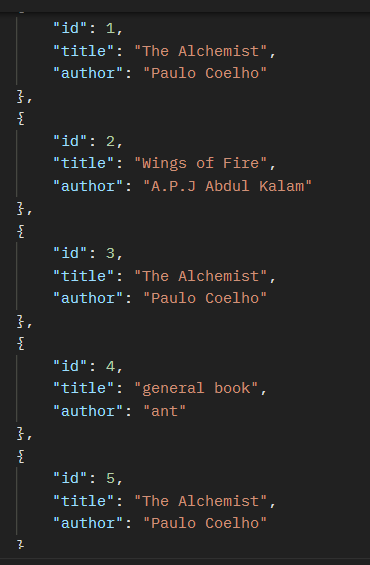 "id": 1,
"title": "The Alchemist",
"author": "Paulo Coelho"
},
{
"id": 2,
"title": "Wings of Fire",
"author": "A.P.J Abdul Kalam"
},
{
"id": 3,
"title": "The Alchemist",
"author": "Paulo Coelho"
},
{
"id": 4,
"title": "general book",
"author": "ant"
},
{
"id": 5,
"title": "The Alchemist",
"author": "Paulo Coelho"
}